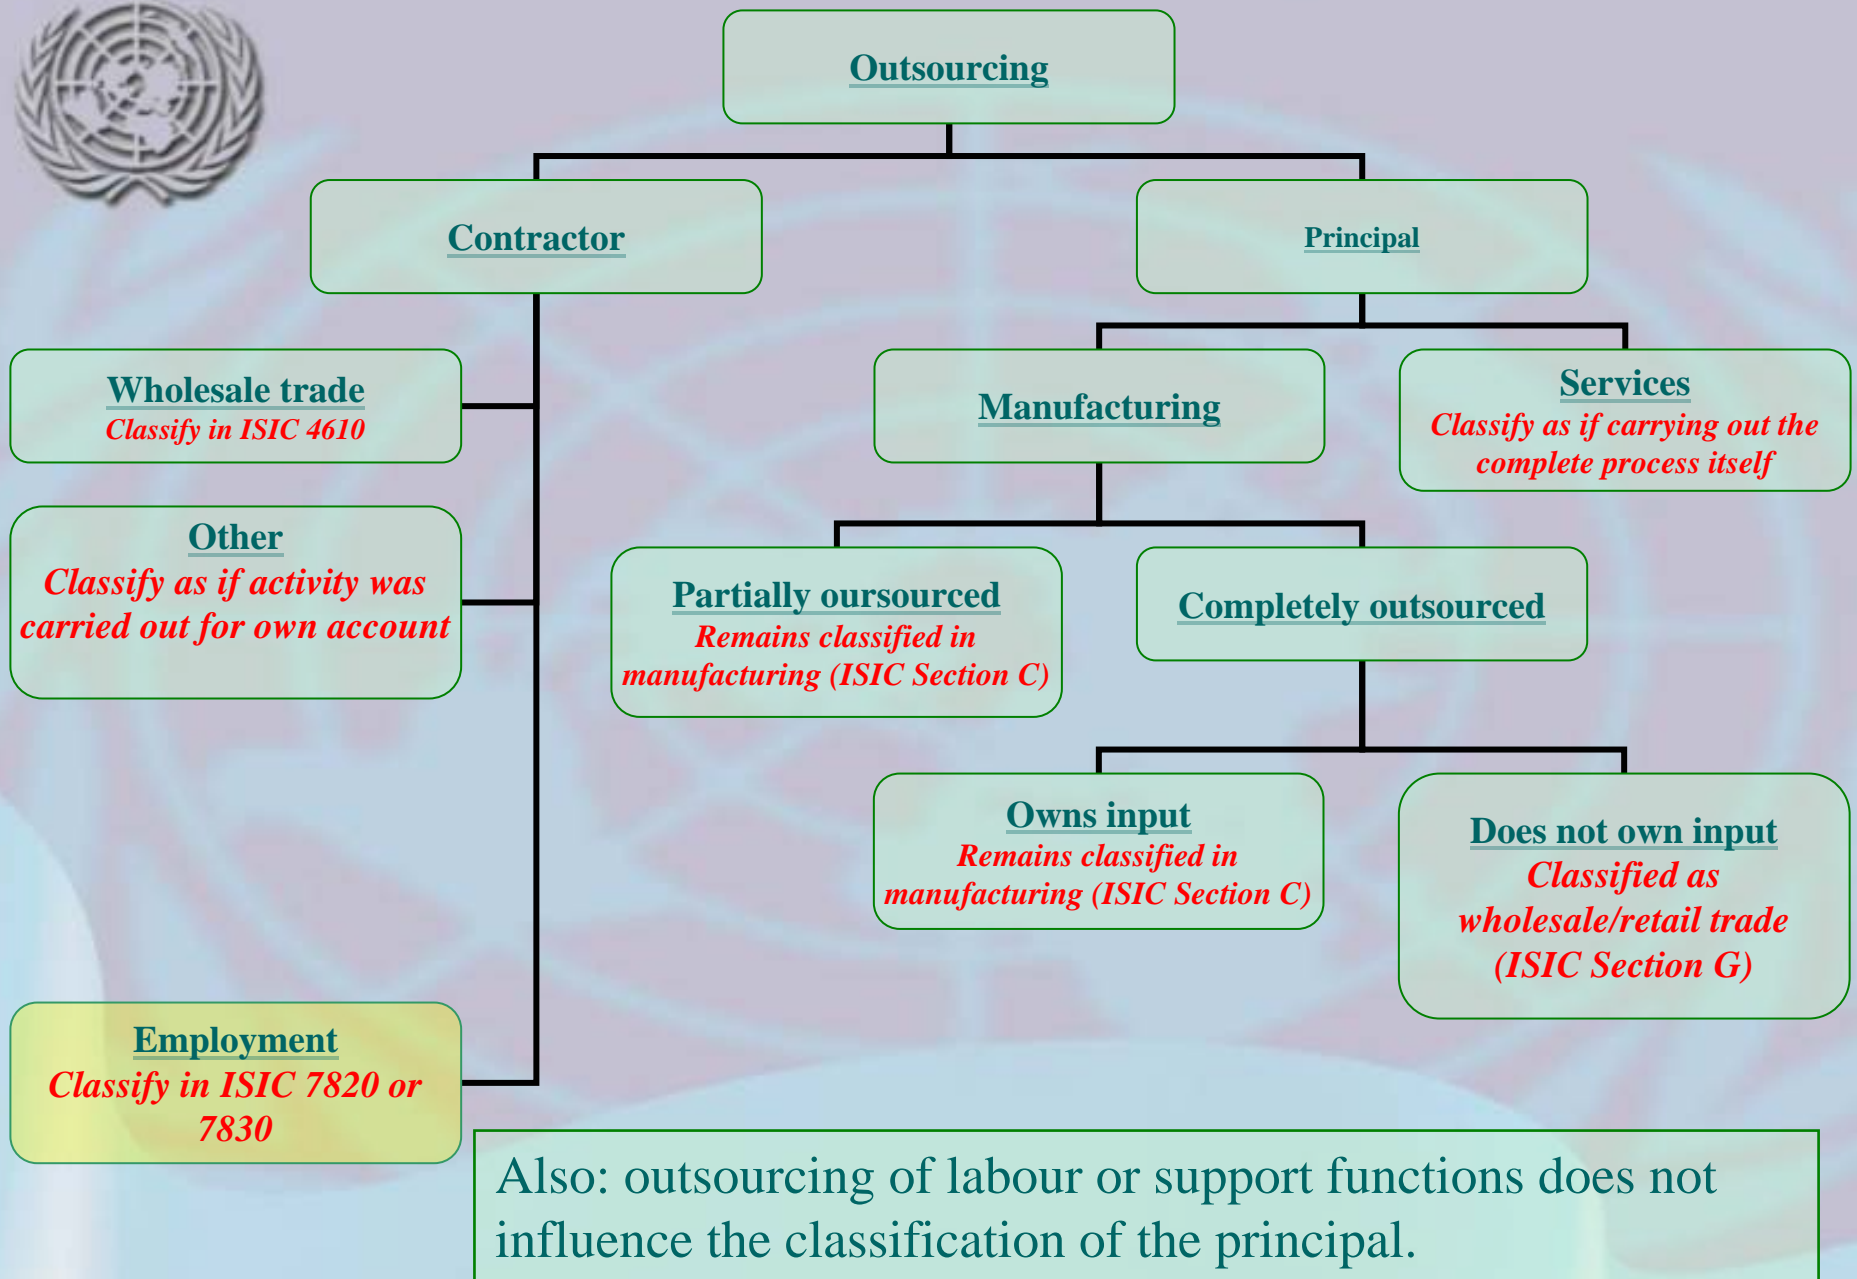 Outsourcing
Contractor
Principal
Wholesale trade
Classify in ISIC 4610
Manufacturing
Services
Classify as if carrying out the
complete process itself
Other
Classify as if activity was
carried out for own account
Partially oursourced
Remains classified in
manufacturing (ISIC Section C)
Completely outsourced
Owns input
Remains classified in
manufacturing (ISIC Section C)
Does not own input
Classified as
wholesale/retail trade
(ISIC Section G)
Employment
Classify in ISIC 7820 or
7830
Also: outsourcing of labour or support functions does not
influence the classification of the principal.